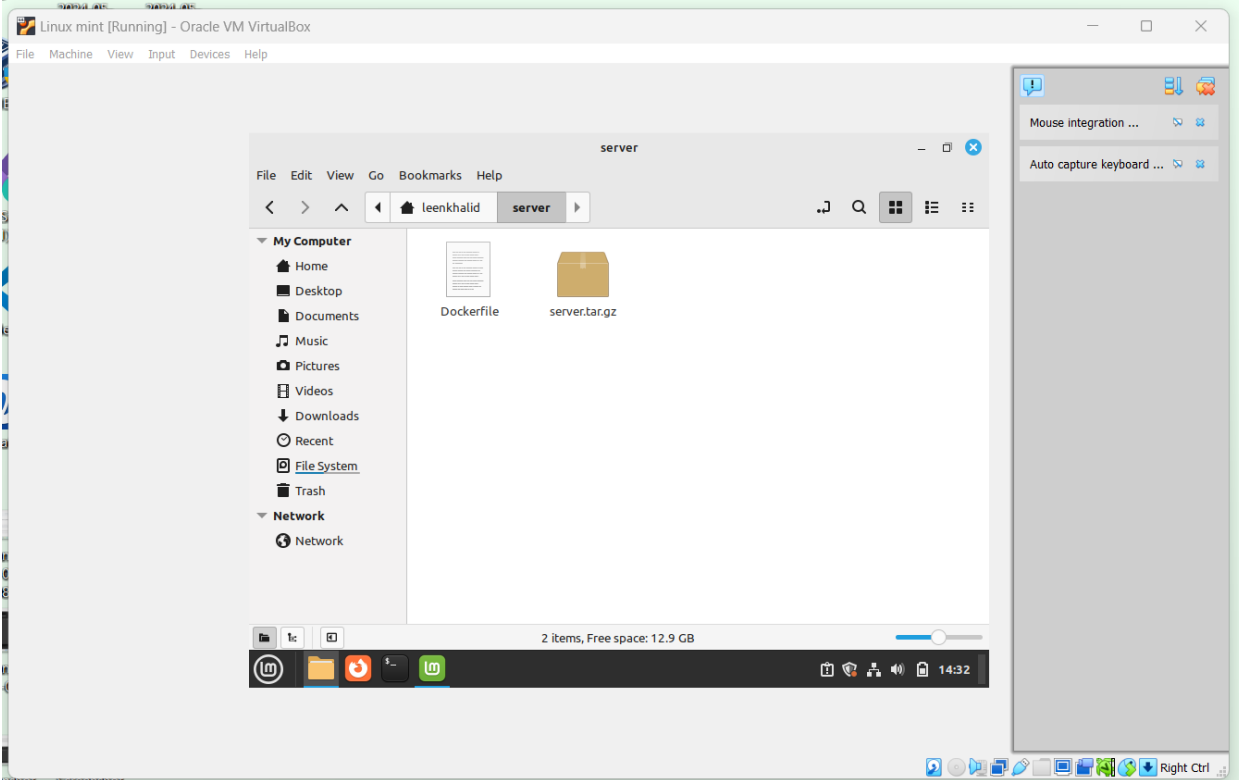 Linux mint [Running] - Oracle VM VirtualBox
File Machine View Input Devices Help
Mouse integration ...
Auto capture keyboard ...
server
File Edit View Go Bookmarks Help
leenkhalid server
My Computer
Home
Desktop
Documents
Music
Pictures
Videos
Downloads
Recent
File System
Trash
Network
Network
Dockerfile server.tar.gz
2 items, Free space: 12.9 GB
14:32
Right Ctrl